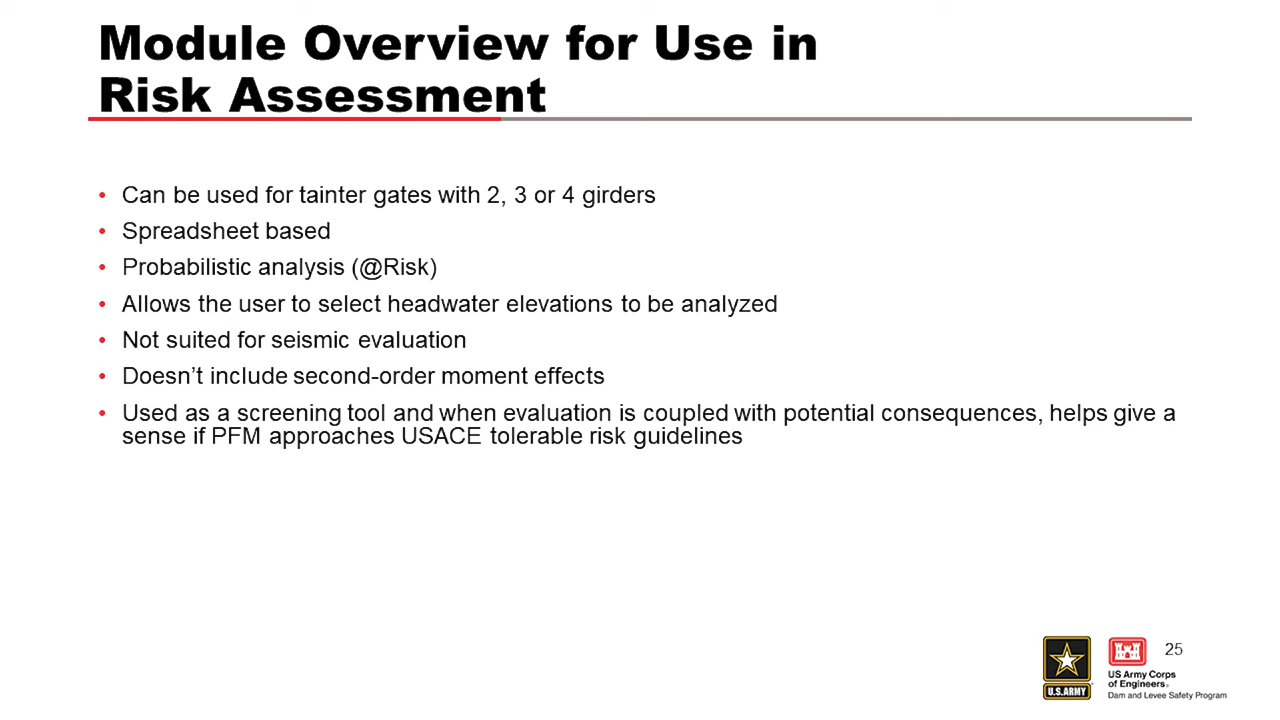 Module Overview for Use in
Risk Assessment
• Can be used for tainter gates with 2, 3 or 4 girders
• Spreadsheet based
• Probabilistic analysis (@Risk)
• Allows the user to select headwater elevations to be analyzed
• Not suited for seismic evaluation
• Doesn’t include second-order moment effects
• Used as a screening tool and when evaluation is coupled with potential consequences, helps give a
sense if PFM approaches USACE tolerable risk guidelines
25
U.S.ARMY
US Army Corps
of Engineers®
Dam and Levee Safety Program